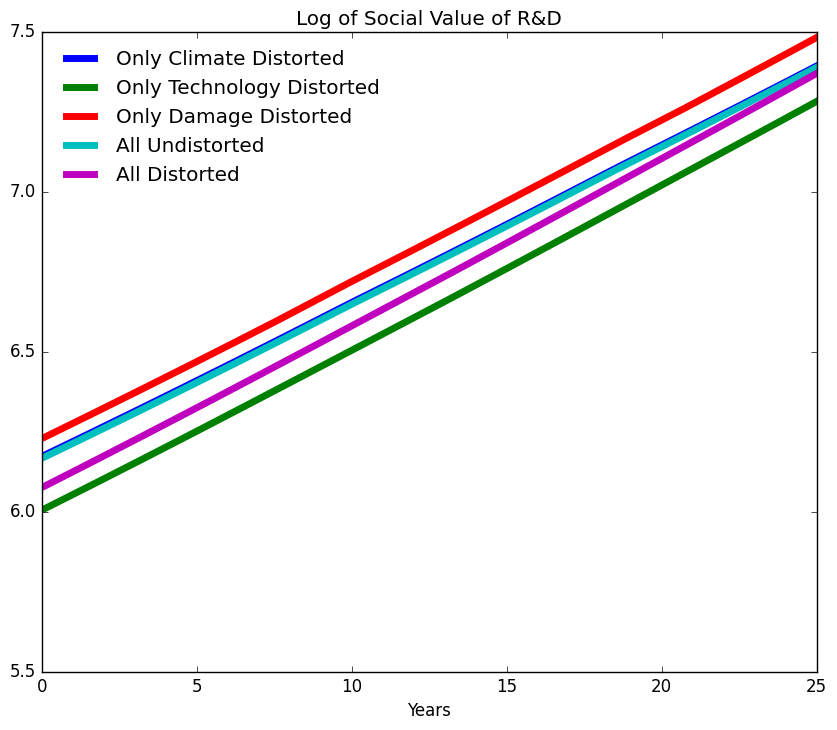 Log of Social Value of R&D
7.5
Only Climate Distorted
Only Technology Distorted
Only Damage Distorted
All Undistorted
All Distorted
7.0
6.5
6.0
5.5
0 5 10 15 20 25
Years